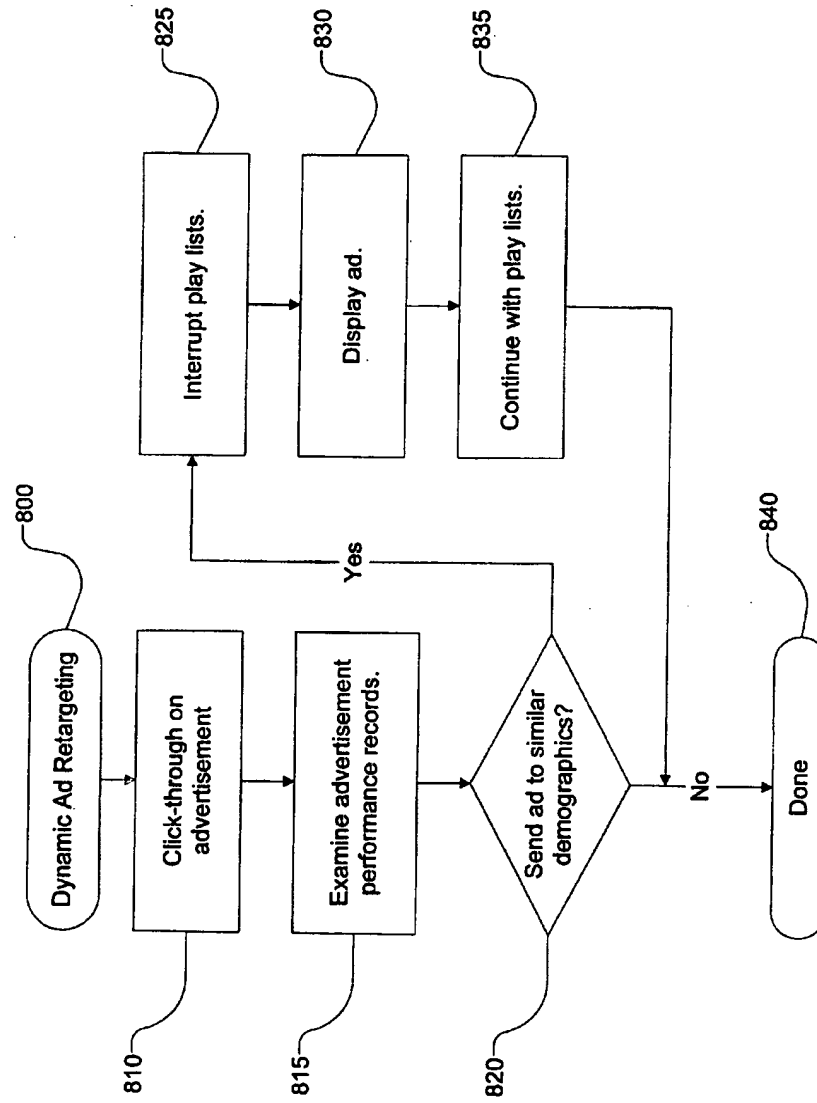 Dynamic Ad Retargeting
800
Click-through on
advertisement
810
Examine advertisement
performance records.
815
Send ad to similar
demographics?
820
Yes
No
Interrupt play lists.
825
Display ad.
830
Continue with play lists.
835
Done
840